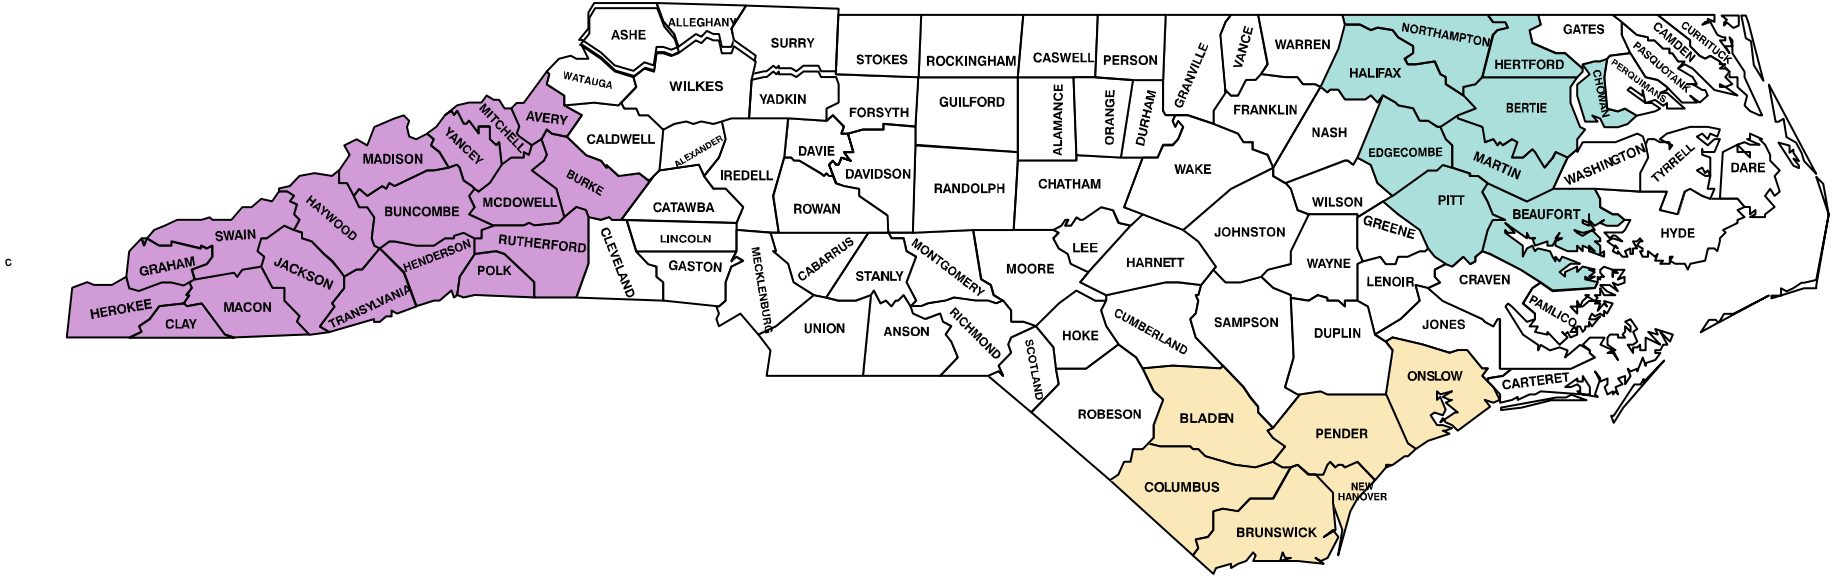 ASHE
ALLEGHANY
SURRY
STOKES
ROCKINGHAM
CASWELL
PERSON
GRANVILLE
VANCE
WARREN
NORTHAMPTON
GATES
CURRITUCK
CAMDEN
PASQUOTANK
PERQUIMANS
CHOWAN
HERTFORD
HALIFAX
WATAUGA
WILKES
YADKIN
FORSYTH
GUILFORD
ALAMANCE
ORANGE
DURHAM
FRANKLIN
NASH
BERTIE
MITCHELL
AVERY
CALDWELL
ALEXANDER
IREDELL
DAVIE
DAVIDSON
RANDOLPH
CHATHAM
WAKE
EDGECOMBE
MARTIN
WASHINGTON
TYRRELL
DARE
MADISON
YANCEY
BURKE
MCDOWELL
BUNCOMBE
HAYWOOD
CATAWBA
ROWAN
WILSON
PITT
BEAUFORT
HYDE
SWAIN
LINCOLN
JOHNSTON
GREENE
LEE
HARNETT
WAYNE
RUTHERFORD
HENDERSON
CLEVELAND
GASTON
MECKLENBURG
CABARRUS
STANLY
MONTGOMERY
MOORE
LENOIR
CRAVEN
C
GRAHAM
JACKSON
POLK
TRANSYLVANIA
HEROKEE
MACON
CLAY
UNION
ANSON
RICHMOND
SCOTLAND
HOKE
CUMBERLAND
SAMPSON
DUPLIN
JONES
PAMLICO
CARTERET
ONSLOW
ROBESON
BLADEN
PENDER
COLUMBUS
NEW
HANOVER
BRUNSWICK